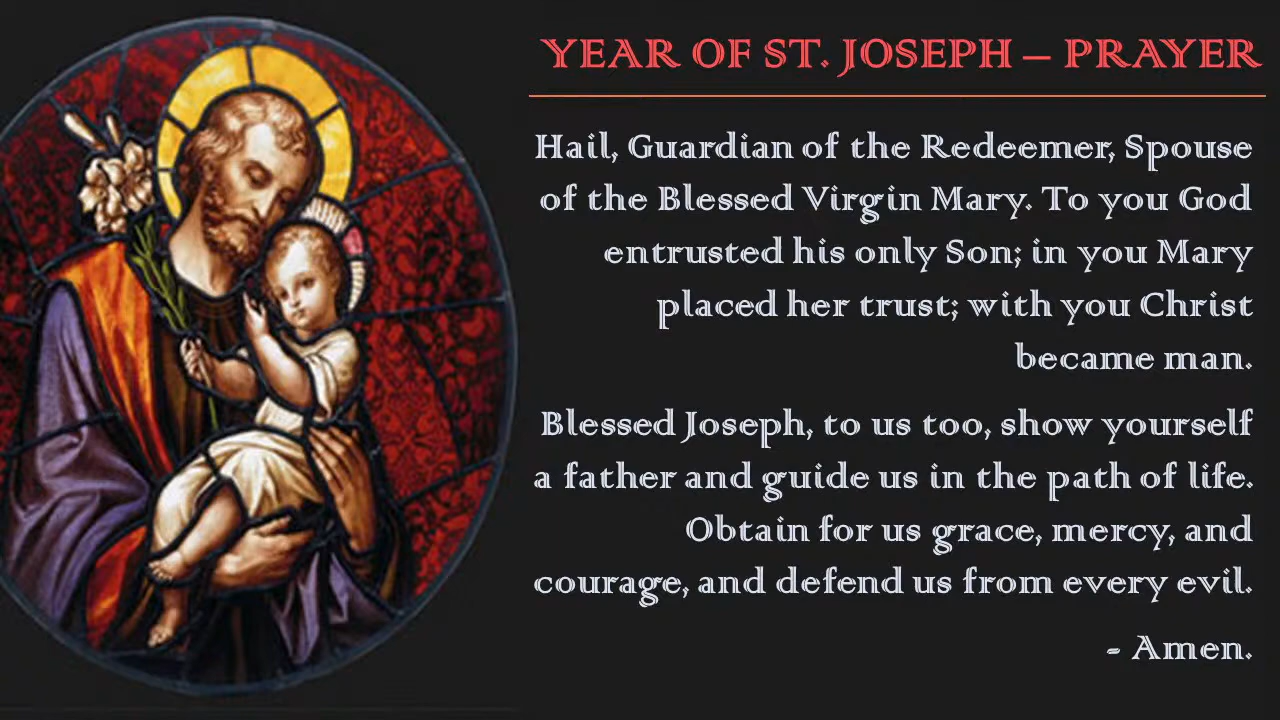 YEAR OF ST. JOSEPH – PRAYER
Hail, Guardian of the Redeemer, Spouse
of the Blessed Virgin Mary. To you God
entrusted his only Son; in you Mary
placed her trust; with you Christ
became man.
Blessed Joseph, to us too, show yourself
a father and guide us in the path of life.
Obtain for us grace, mercy, and
courage, and defend us from every evil.
- Amen.